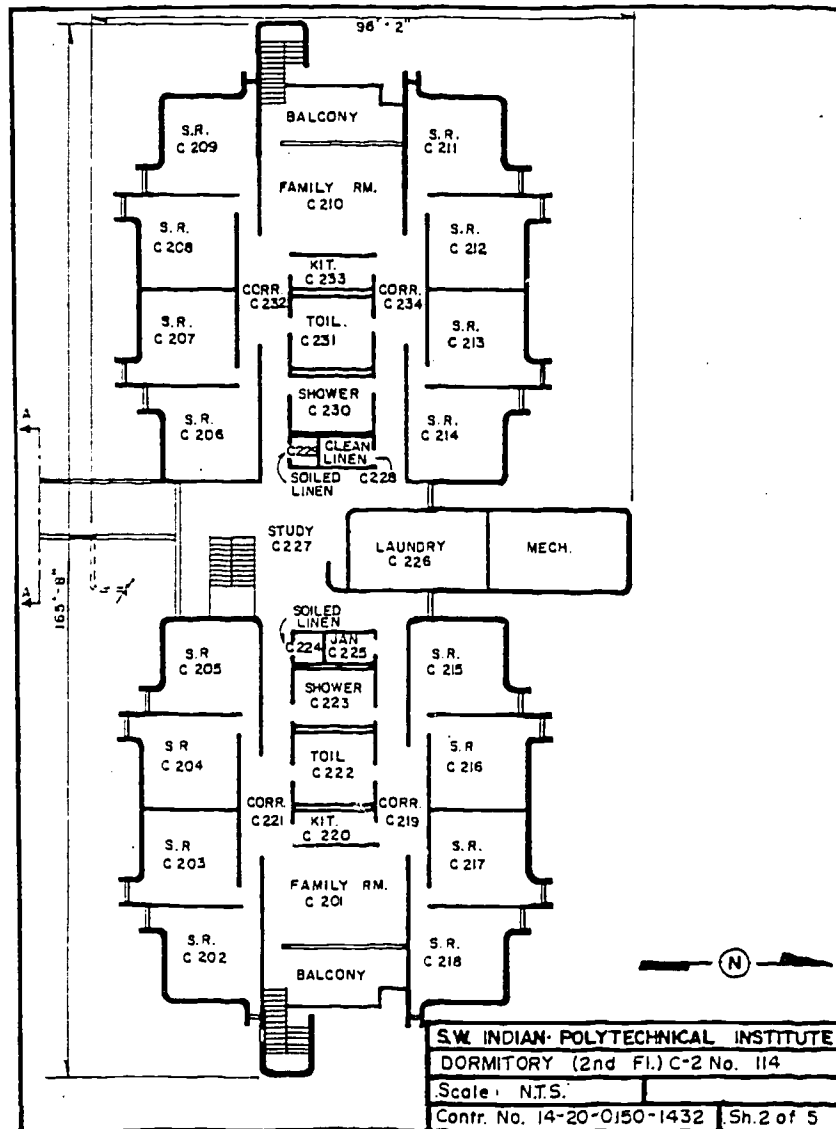 96'-2"
BALCONY
S.R.
C 209
S.R.
C 211
FAMILY RM.
C 210
S.R.
C 208
S.R.
C 212
KIT.
C 233
CORR.
C 232
CORR.
C 234
S.R.
C 207
TOIL.
C 231
S.R.
C 213
SHOWER
C 230
S.R.
C 206
S.R.
C 214
A
C 229
CLEAN
LINEN
SOILED
LINEN
C 228
STUDY
C 227
LAUNDRY
C 226
MECH.
A
165'-8"
SOILED
LINEN
C 224
JAN
C 225
S.R
C 205
S.R.
C 215
SHOWER
C 223
S.R
C 204
TOIL
C 222
S.R
C 216
CORR.
C 221
CORR.
C 219
KIT.
C 220
S.R
C 203
S.R.
C 217
FAMILY RM.
C 201
S.R.
C 202
S.R.
C 218
BALCONY
N
S.W. INDIAN POLYTECHNICAL INSTITUTE
DORMITORY (2nd Fl.) C-2 No. 114
Scale: N.T.S.
Contr. No. 14-20-0150-1432 Sh.2 of 5